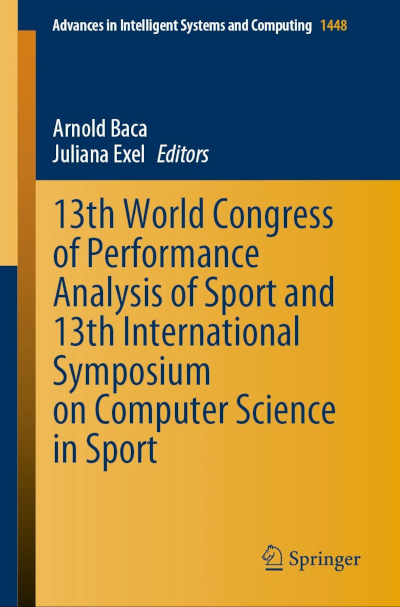 Advances in Intelligent Systems and Computing 1448
Arnold Baca
Juliana Exel Editors
13th World Congress
of Performance
Analysis of Sport and
13th International
Symposium
on Computer Science
in Sport
Springer